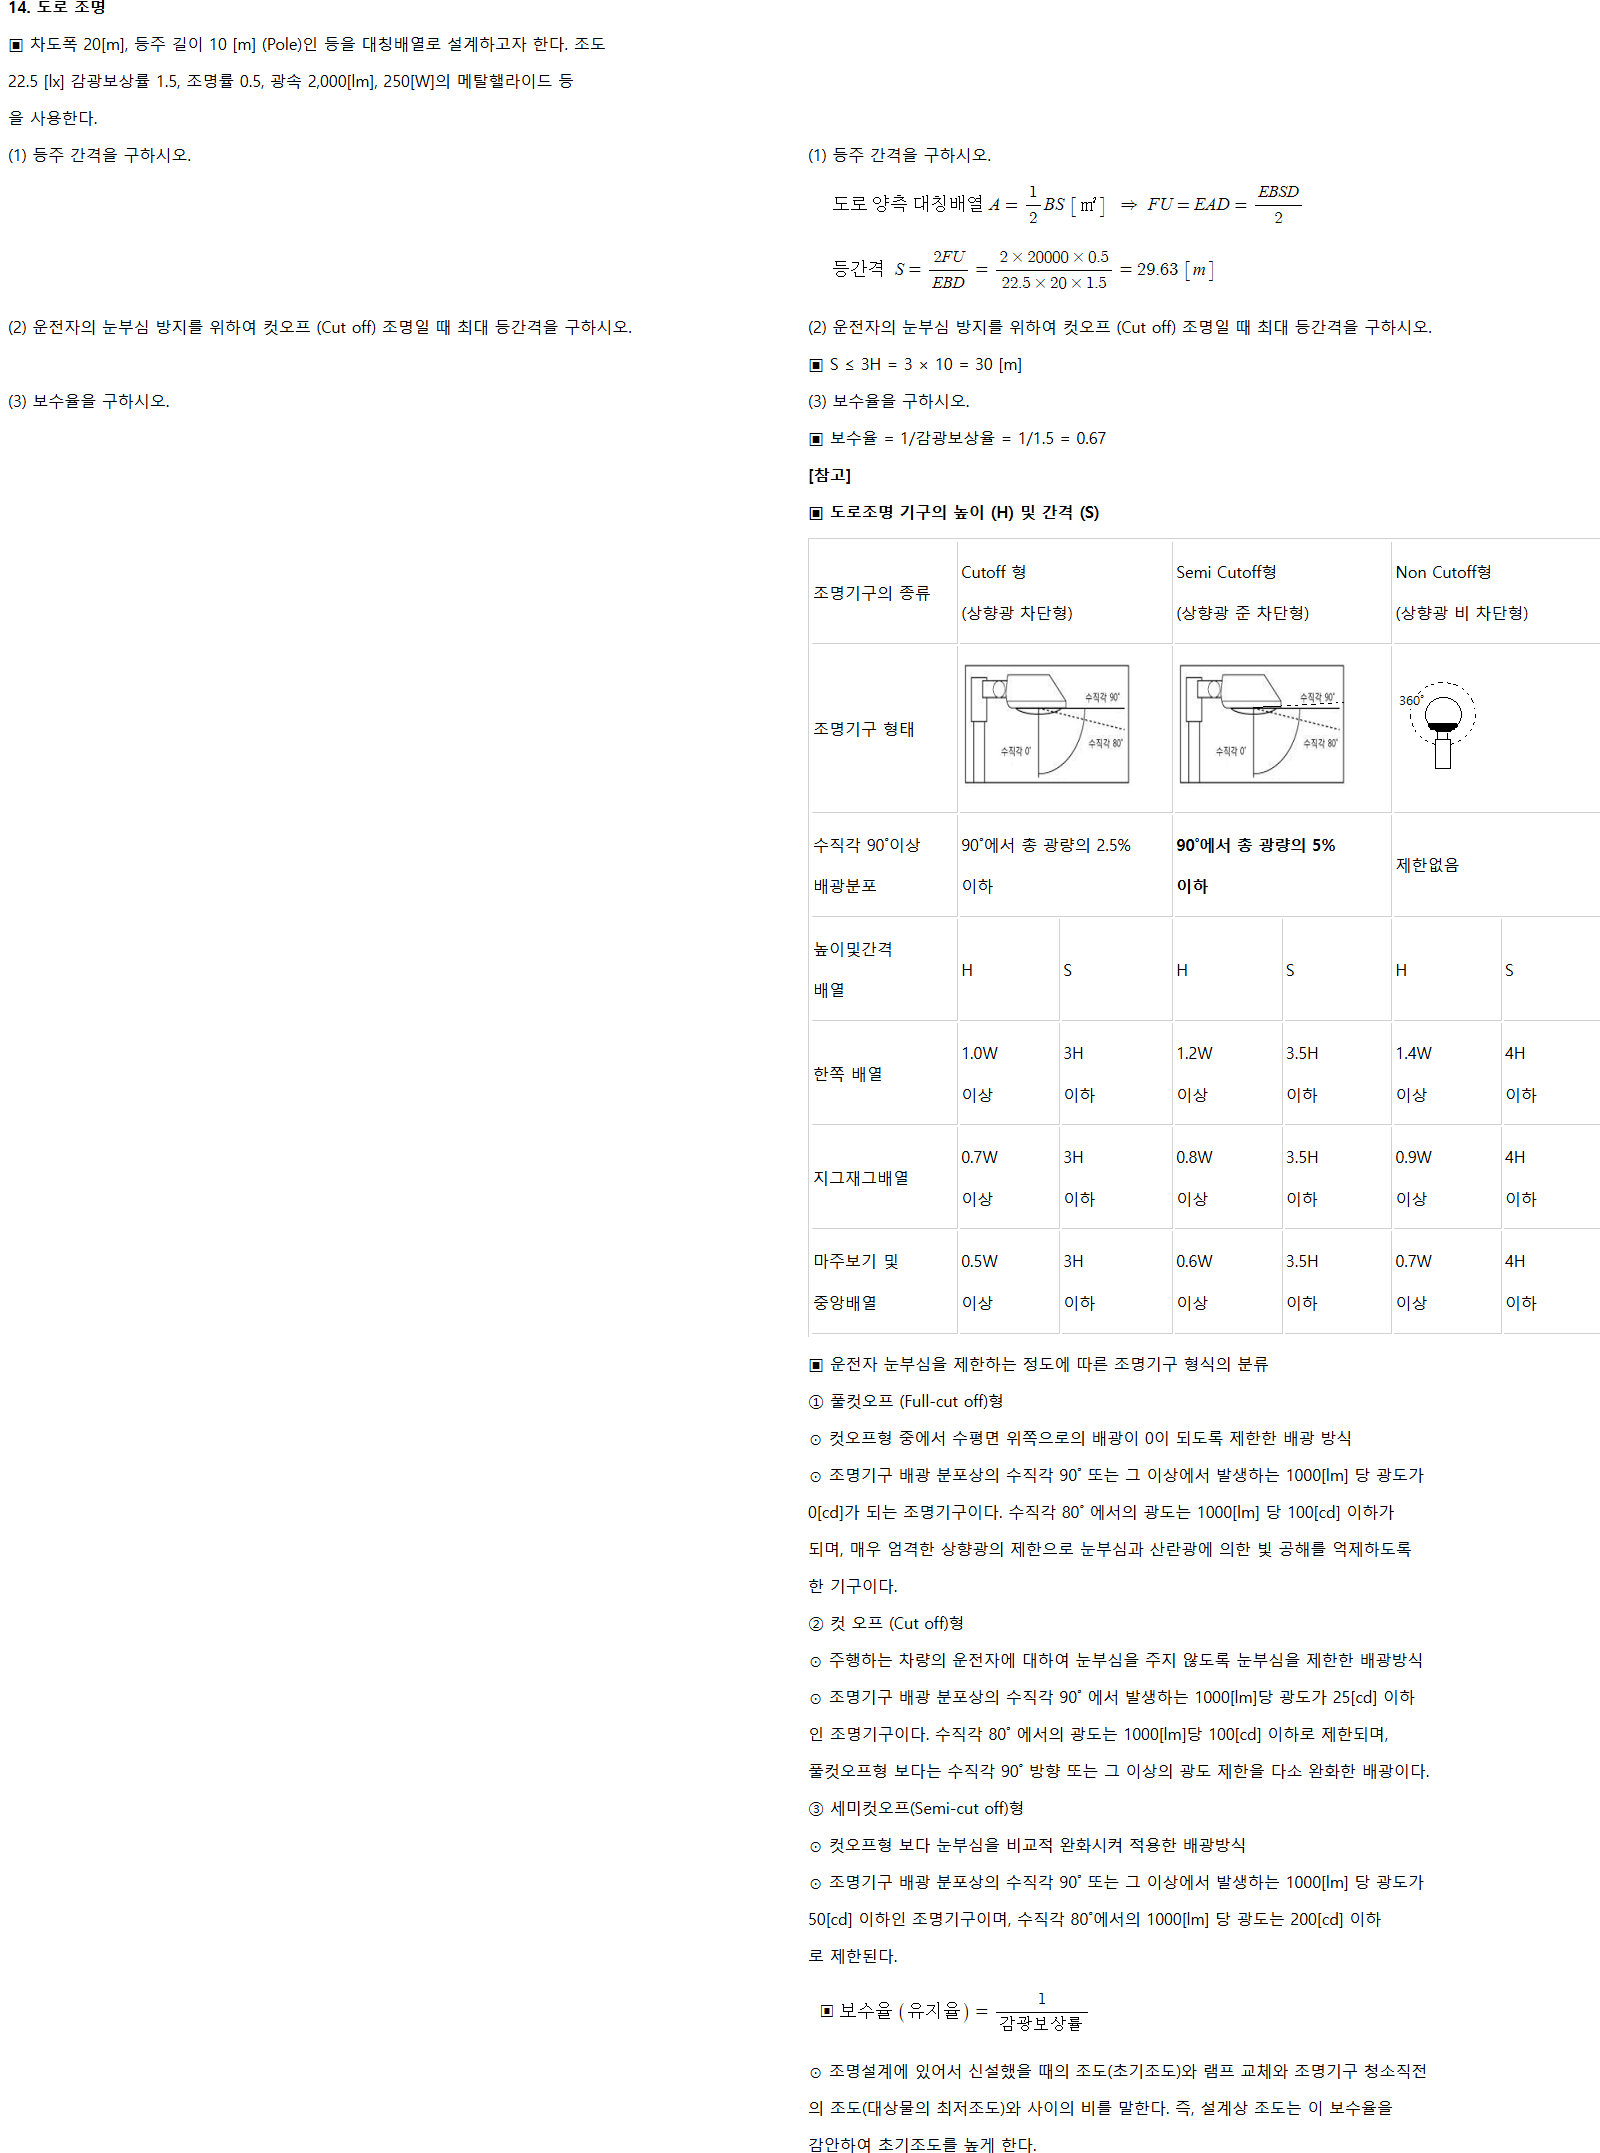 14. 도로 조명
▣ 차도폭 20[m], 등주 길이 10 [m] (Pole)인 등을 대칭배열로 설계하고자 한다. 조도
22.5 [lx] 감광보상률 1.5, 조명률 0.5, 광속 2,000[lm], 250[W]의 메탈핼라이드 등
을 사용한다.
(1) 등주 간격을 구하시오.
(2) 운전자의 눈부심 방지를 위하여 컷오프 (Cut off) 조명일 때 최대 등간격을 구하시오.
(3) 보수율을 구하시오.
(1) 등주 간격을 구하시오.
도로 양측 대칭배열 A = 1/2 BS [㎡] ⇒ FU = EAD = EBSD/2
등간격 S = 2FU/EBD = 2×20000×0.5/22.5×20×1.5 = 29.63 [m]
(2) 운전자의 눈부심 방지를 위하여 컷오프 (Cut off) 조명일 때 최대 등간격을 구하시오.
▣ S ≤ 3H = 3 × 10 = 30 [m]
(3) 보수율을 구하시오.
▣ 보수율 = 1/감광보상율 = 1/1.5 = 0.67
[참고]
▣ 도로조명 기구의 높이 (H) 및 간격 (S)
조명기구의 종류
Cutoff 형
(상향광 차단형)
Semi Cutoff형
(상향광 준 차단형)
Non Cutoff형
(상향광 비 차단형)
조명기구 형태
수직각 90˚
수직각 80˚
수직각 0˚
수직각 90˚
수직각 80˚
수직각 0˚
360˚
수직각 90˚이상
배광분포
90˚에서 총 광량의 2.5%
이하
90˚에서 총 광량의 5%
이하
제한없음
높이및간격
배열
H
S
H
S
H
S
한쪽 배열
1.0W
이상
3H
이하
1.2W
이상
3.5H
이하
1.4W
이상
4H
이하
지그재그배열
0.7W
이상
3H
이하
0.8W
이상
3.5H
이하
0.9W
이상
4H
이하
마주보기 및
중앙배열
0.5W
이상
3H
이하
0.6W
이상
3.5H
이하
0.7W
이상
4H
이하
▣ 운전자 눈부심을 제한하는 정도에 따른 조명기구 형식의 분류
① 풀컷오프 (Full-cut off)형
⊙ 컷오프형 중에서 수평면 위쪽으로의 배광이 0이 되도록 제한한 배광 방식
⊙ 조명기구 배광 분포상의 수직각 90˚ 또는 그 이상에서 발생하는 1000[lm] 당 광도가
0[cd]가 되는 조명기구이다. 수직각 80˚ 에서의 광도는 1000[lm] 당 100[cd] 이하가
되며, 매우 엄격한 상향광의 제한으로 눈부심과 산란광에 의한 빛 공해를 억제하도록
한 기구이다.
② 컷 오프 (Cut off)형
⊙ 주행하는 차량의 운전자에 대하여 눈부심을 주지 않도록 눈부심을 제한한 배광방식
⊙ 조명기구 배광 분포상의 수직각 90˚ 에서 발생하는 1000[lm]당 광도가 25[cd] 이하
인 조명기구이다. 수직각 80˚ 에서의 광도는 1000[lm]당 100[cd] 이하로 제한되며,
풀컷오프형 보다는 수직각 90˚ 방향 또는 그 이상의 광도 제한을 다소 완화한 배광이다.
③ 세미컷오프(Semi-cut off)형
⊙ 컷오프형 보다 눈부심을 비교적 완화시켜 적용한 배광방식
⊙ 조명기구 배광 분포상의 수직각 90˚ 또는 그 이상에서 발생하는 1000[lm] 당 광도가
50[cd] 이하인 조명기구이며, 수직각 80˚에서의 1000[lm] 당 광도는 200[cd] 이하
로 제한된다.
▣ 보수율 (유지율) = 1/감광보상률
⊙ 조명설계에 있어서 신설했을 때의 조도(초기조도)와 램프 교체와 조명기구 청소직전
의 조도(대상물의 최저조도)와 사이의 비를 말한다. 즉, 설계상 조도는 이 보수율을
감안하여 초기조도를 높게 한다.